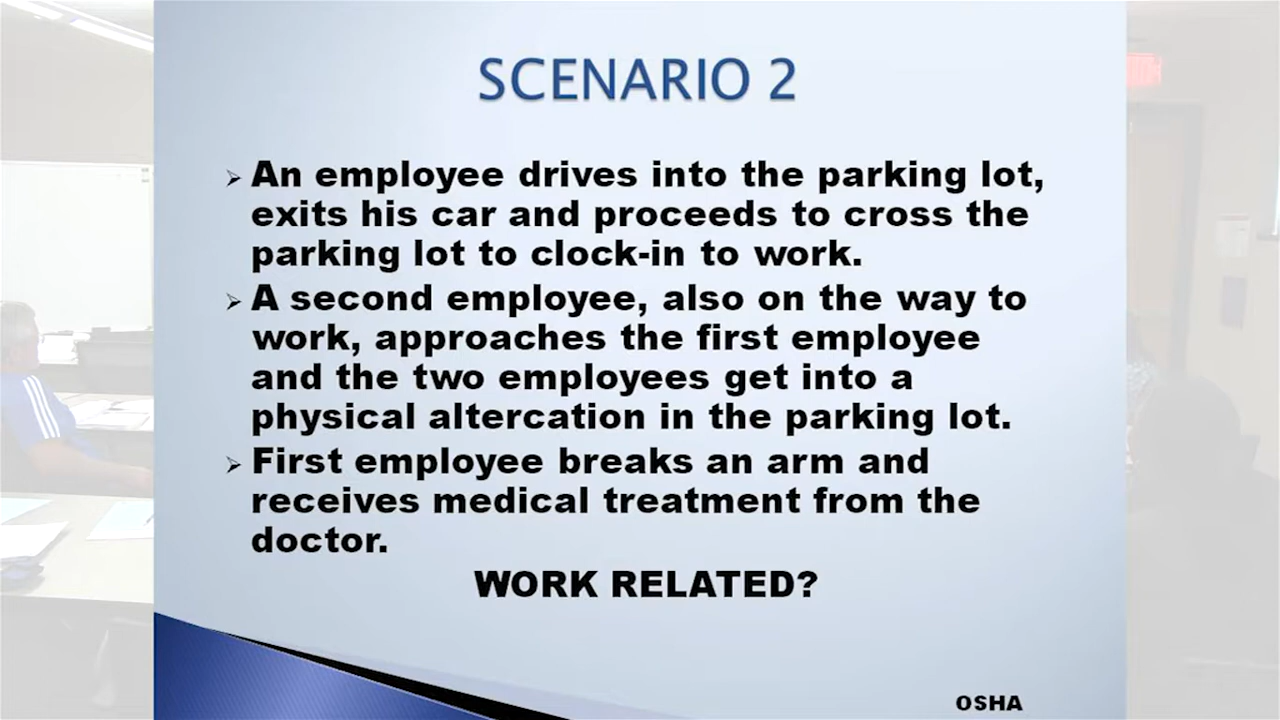 SCENARIO 2
An employee drives into the parking lot,
exits his car and proceeds to cross the
parking lot to clock-in to work.
A second employee, also on the way to
work, approaches the first employee
and the two employees get into a
physical altercation in the parking lot.
First employee breaks an arm and
receives medical treatment from the
doctor.
WORK RELATED?
OSHA